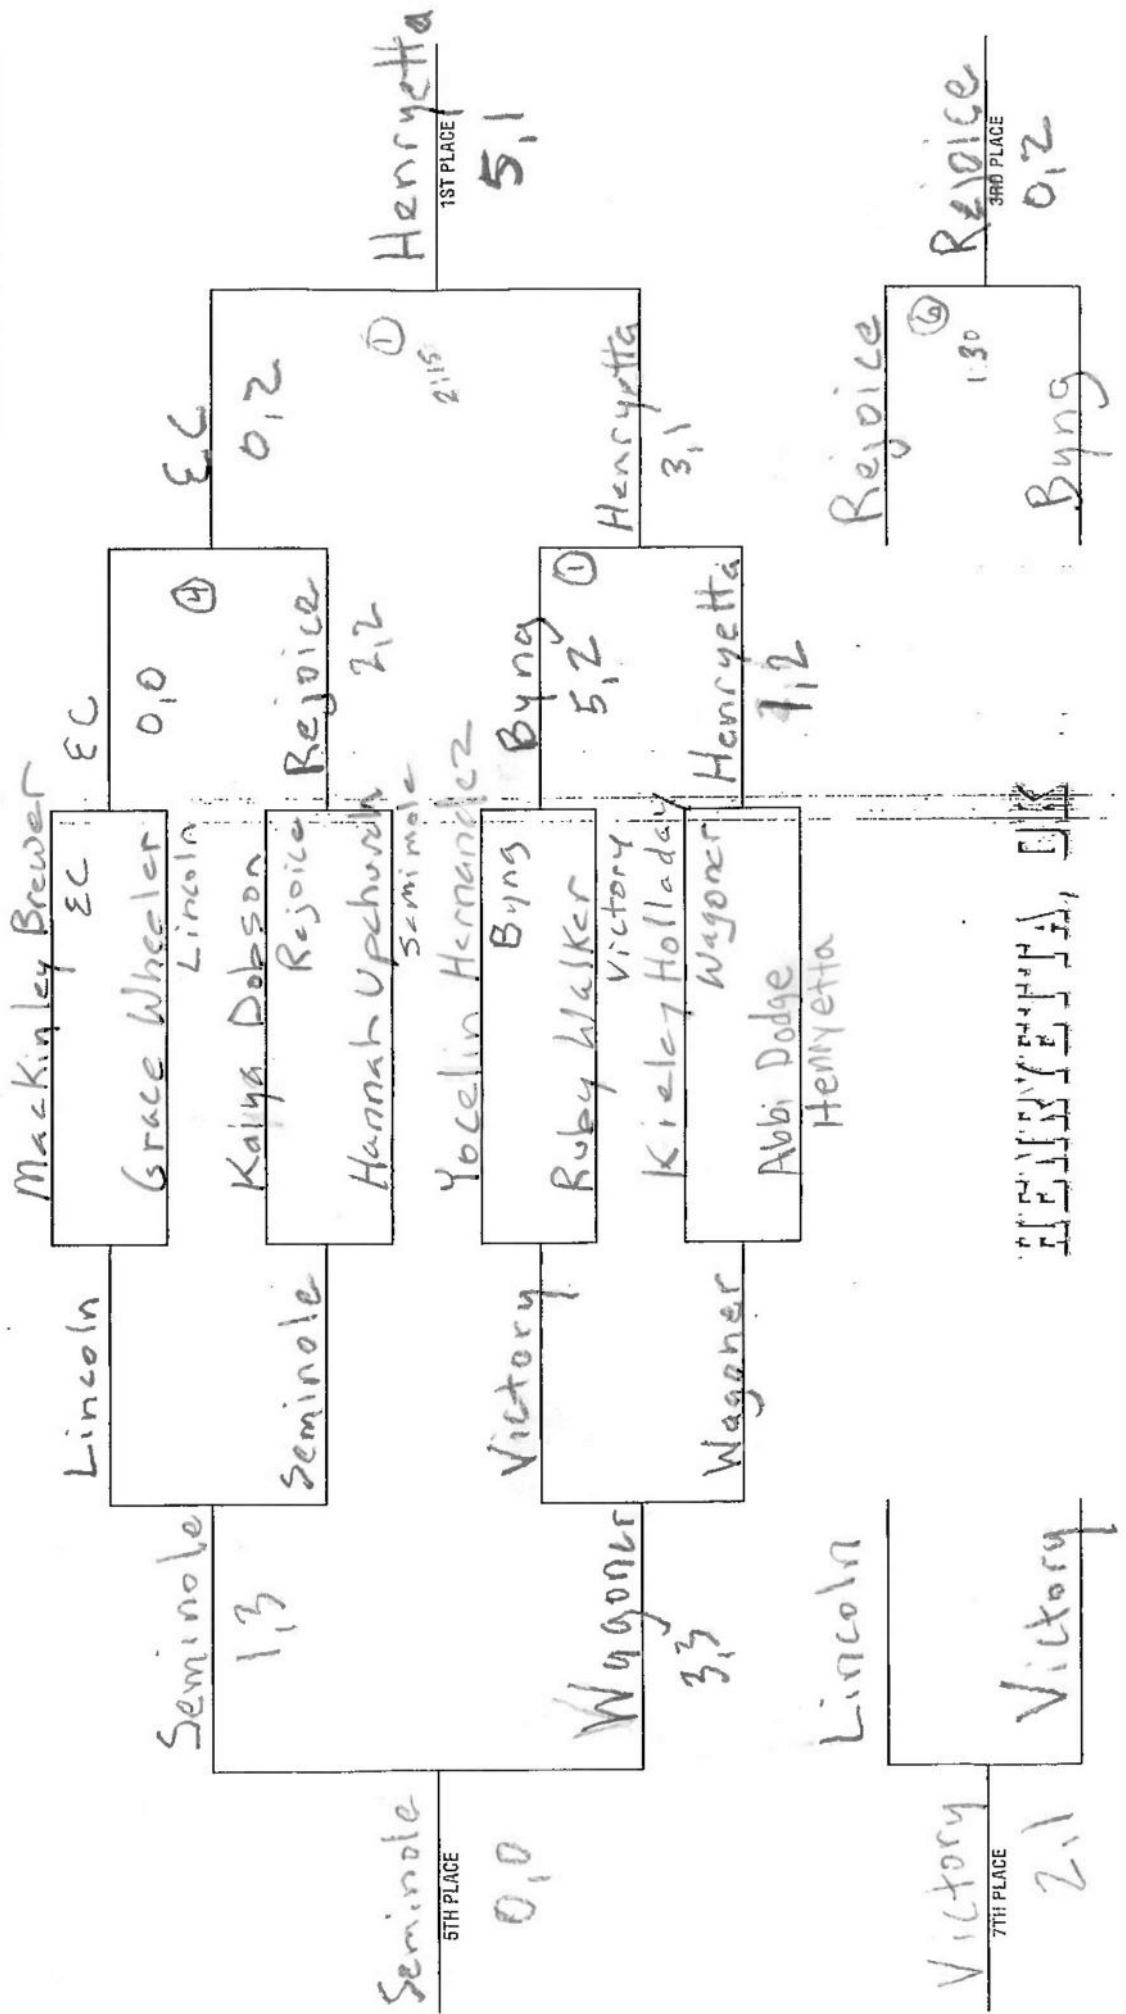 MacKinley Brewer
EC
Grace Wheeler
Lincoln
Kaiya Dobson
Rejoice
Hannah Upchurch
Seminole
Yocelin Hernandez
Byng
Ruby Walker
Victory
Kieley Holladay
Wagoner
Abbi Dodge
Henryetta
EC
0,0
4
Rejoice
2,2
Byng
5,2
1
Henryetta
1,2
EC
0,2
1
2:15
Henryetta
3,1
Henryetta
1ST PLACE
5,1
Rejoice
6
1:30
Byng
Rejoice
3RD PLACE
0,2
Lincoln
Seminole
Victory
Wagoner
Seminole
1,3
Wagoner
3,3
Seminole
5TH PLACE
0,0
Lincoln
Victory
Victory
7TH PLACE
2,1
HENRYETTA, OK